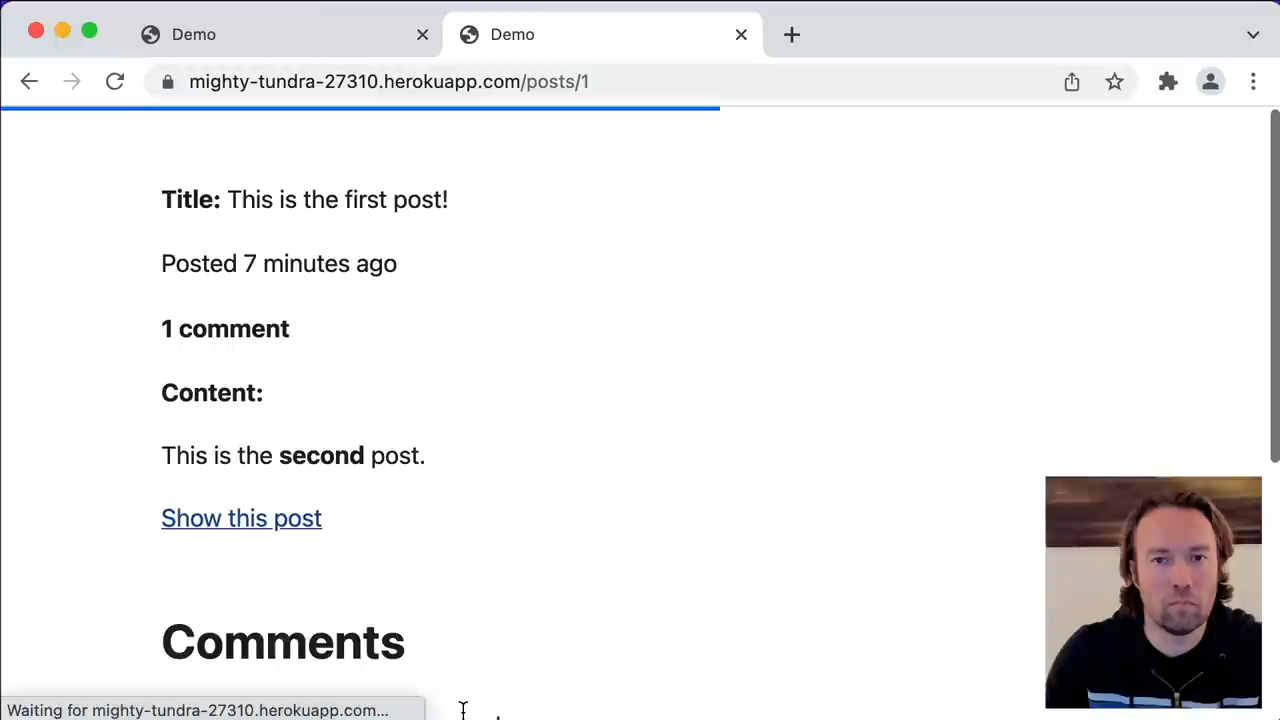 Demo
Demo
mighty-tundra-27310.herokuapp.com/posts/1
Title: This is the first post!
Posted 7 minutes ago
1 comment
Content:
This is the second post.
Show this post
Comments
Waiting for mighty-tundra-27310.herokuapp.com...